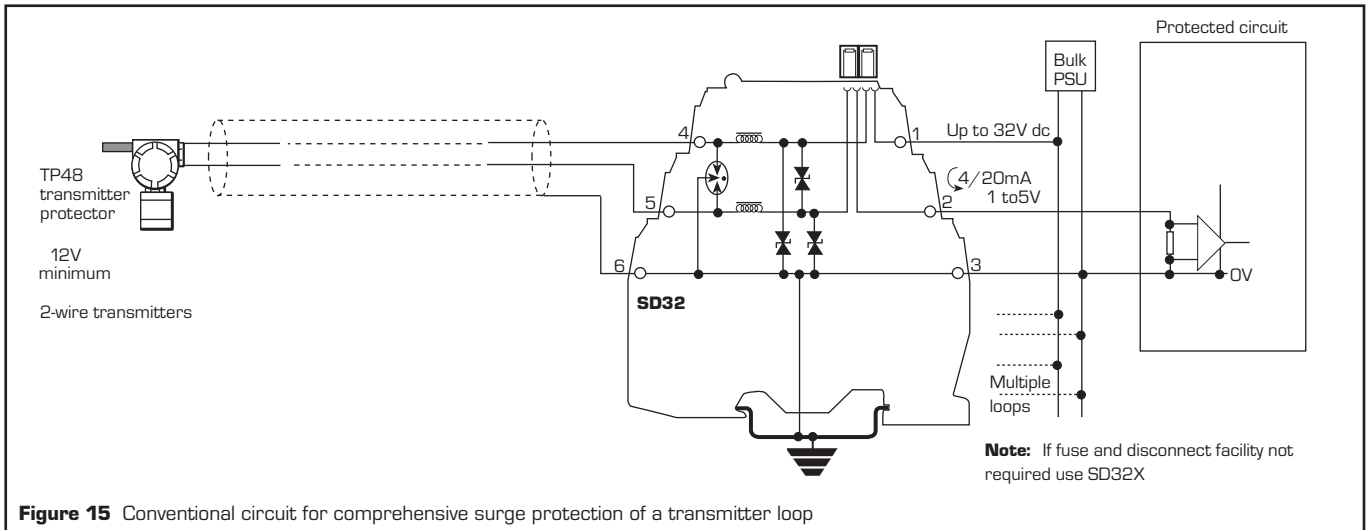 Protected circuit
Bulk
PSU
4
1
Up to 32V dc
TP48
transmitter
protector
4/20mA
1 to5V
5
2
12V
minimum
6
3
0V
SD32
2-wire transmitters
Multiple
loops
Note: If fuse and disconnect facility not
required use SD32X
Figure 15 Conventional circuit for comprehensive surge protection of a transmitter loop